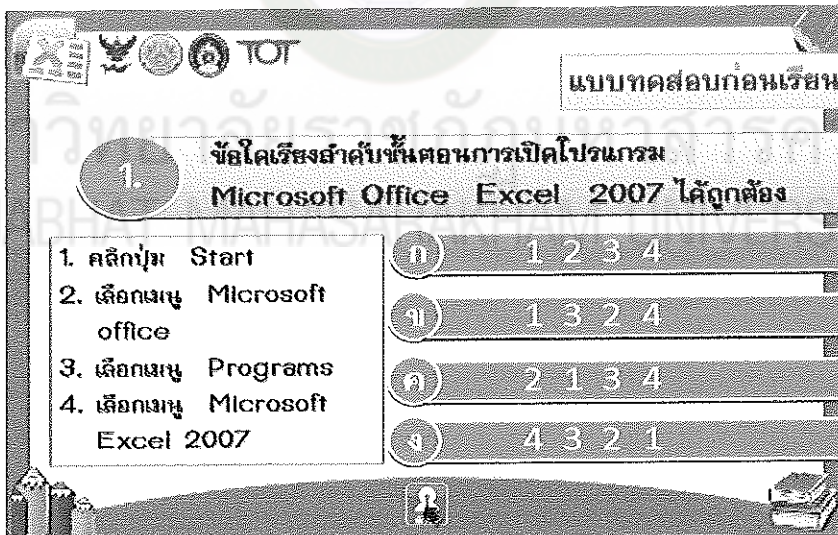 TOT
แบบทดสอบก่อนเรียน
1.
ข้อใดเรียงลำดับขั้นตอนการเปิดโปรแกรม
Microsoft Office Excel 2007 ได้ถูกต้อง
1. คลิกปุ่ม Start
2. เลือกเมนู Microsoft
office
3. เลือกเมนู Programs
4. เลือกเมนู Microsoft
Excel 2007
ก 1 2 3 4
ข 1 3 2 4
ค 2 1 3 4
ง 4 3 2 1